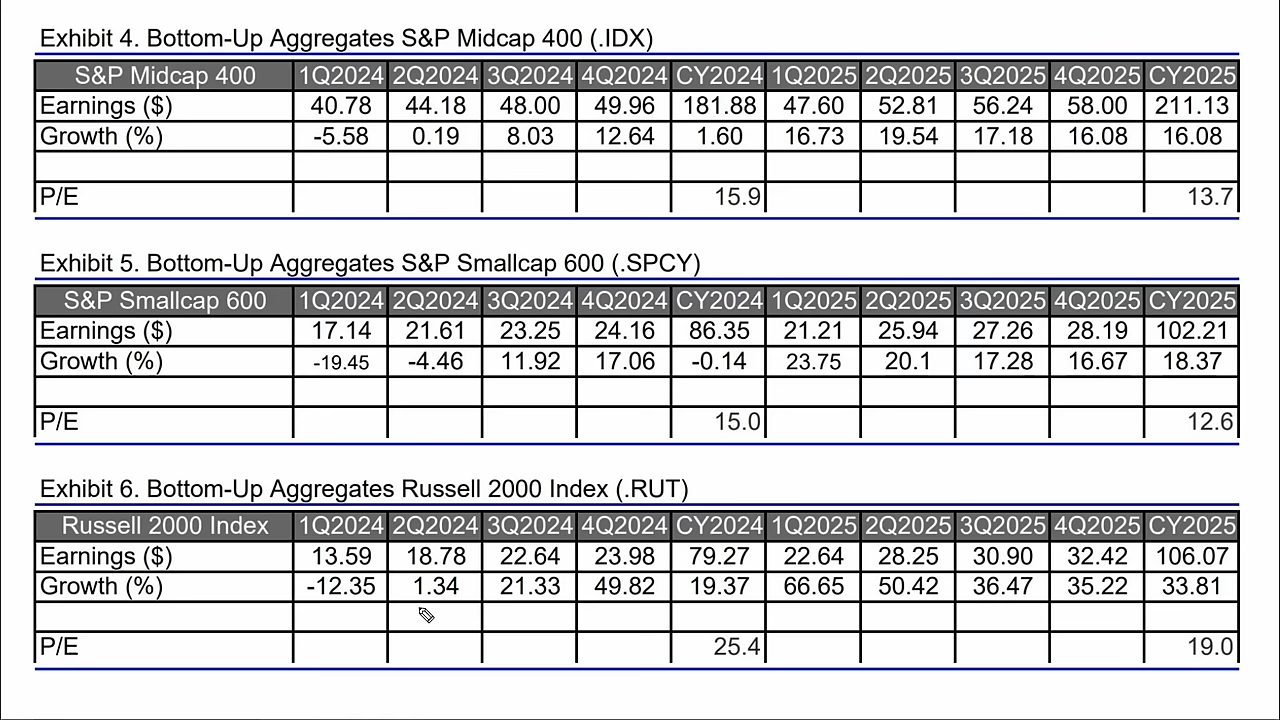 Exhibit 4. Bottom-Up Aggregates S&P Midcap 400 (.IDX)
S&P Midcap 400 1Q2024 2Q2024 3Q2024 4Q2024 CY2024 1Q2025 2Q2025 3Q2025 4Q2025 CY2025
Earnings ($) 40.78 44.18 48.00 49.96 181.88 47.60 52.81 56.24 58.00 211.13
Growth (%) -5.58 0.19 8.03 12.64 1.60 16.73 19.54 17.18 16.08 16.08
P/E 15.9 13.7
Exhibit 5. Bottom-Up Aggregates S&P Smallcap 600 (.SPCY)
S&P Smallcap 600 1Q2024 2Q2024 3Q2024 4Q2024 CY2024 1Q2025 2Q2025 3Q2025 4Q2025 CY2025
Earnings ($) 17.14 21.61 23.25 24.16 86.35 21.21 25.94 27.26 28.19 102.21
Growth (%) -19.45 -4.46 11.92 17.06 -0.14 23.75 20.1 17.28 16.67 18.37
P/E 15.0 12.6
Exhibit 6. Bottom-Up Aggregates Russell 2000 Index (.RUT)
Russell 2000 Index 1Q2024 2Q2024 3Q2024 4Q2024 CY2024 1Q2025 2Q2025 3Q2025 4Q2025 CY2025
Earnings ($) 13.59 18.78 22.64 23.98 79.27 22.64 28.25 30.90 32.42 106.07
Growth (%) -12.35 1.34 21.33 49.82 19.37 66.65 50.42 36.47 35.22 33.81
P/E 25.4 19.0